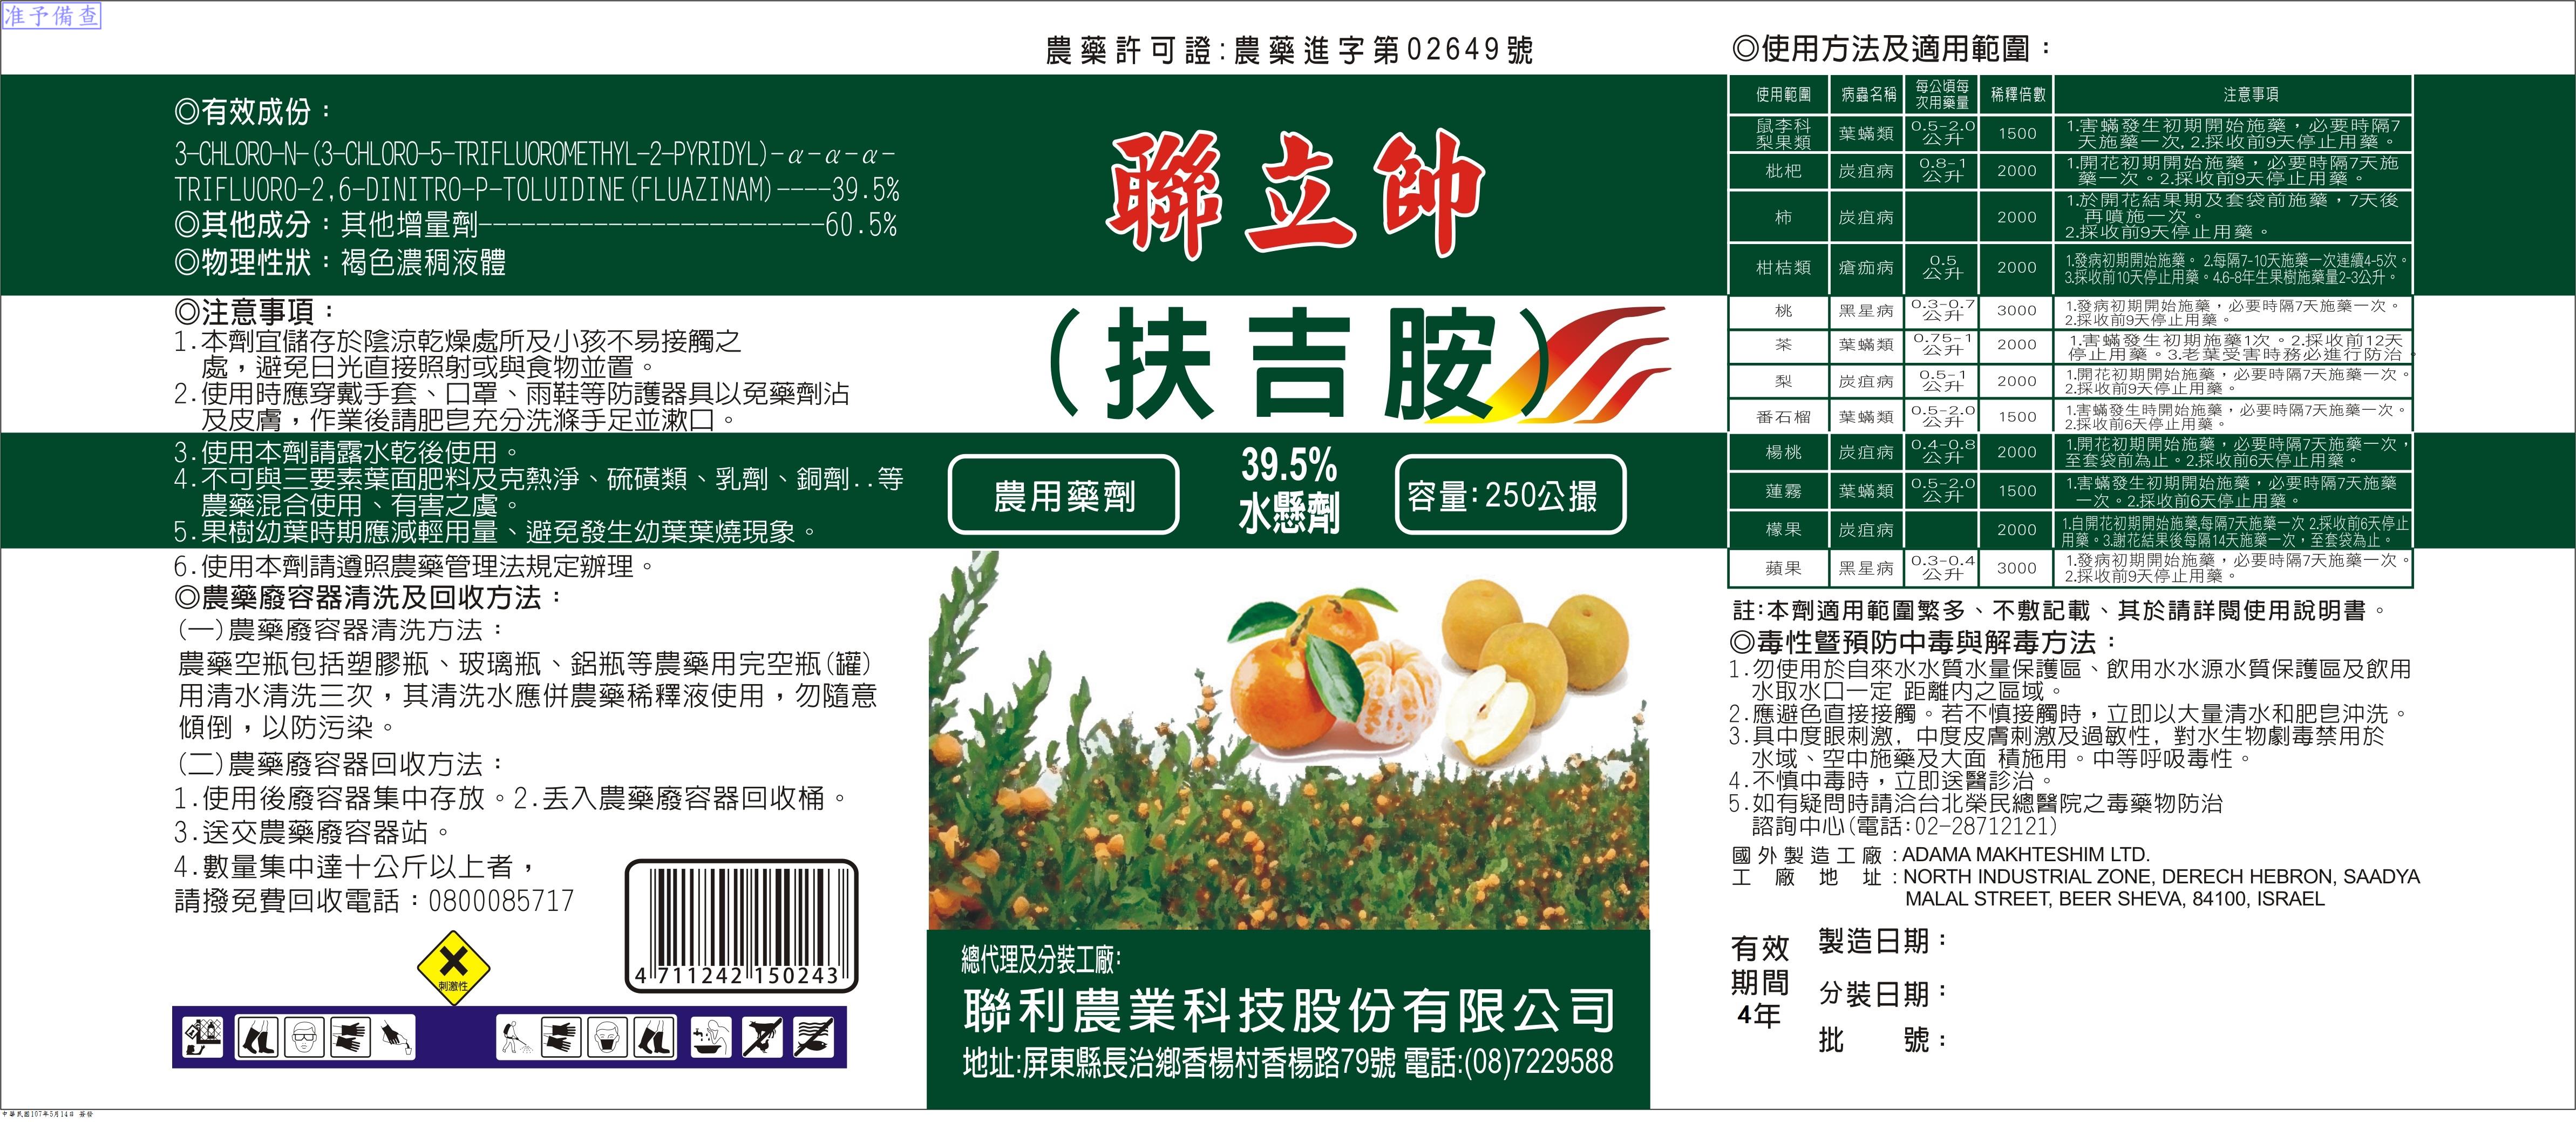 准予備查
◎有效成份：
3-CHLORO-N-(3-CHLORO-5-TRIFLUOROMETHYL-2-PYRIDYL)-α-α-α-
TRIFLUORO-2,6-DINITRO-P-TOLUIDINE(FLUAZINAM)----39.5%
◎其他成分：其他增量劑------------------------60.5%
◎物理性狀：褐色濃稠液體
◎注意事項：
1.本劑宜儲存於陰涼乾燥處所及小孩不易接觸之
處，避免日光直接照射或與食物並置。
2.使用時應穿戴手套、口罩、雨鞋等防護器具以免藥劑沾
及皮膚，作業後請肥皂充分洗滌手足並漱口。
3.使用本劑請露水乾後使用。
4.不可與三要素葉面肥料及克熱淨、硫磺類、乳劑、銅劑..等
農藥混合使用、有害之虞。
5.果樹幼葉時期應減輕用量、避免發生幼葉葉燒現象。
6.使用本劑請遵照農藥管理法規定辦理。
◎農藥廢容器清洗及回收方法：
(一)農藥廢容器清洗方法：
農藥空瓶包括塑膠瓶、玻璃瓶、鋁瓶等農藥用完空瓶(罐)
用清水清洗三次，其清洗水應併農藥稀釋液使用，勿隨意
傾倒，以防污染。
(二)農藥廢容器回收方法：
1.使用後廢容器集中存放。2.丟入農藥廢容器回收桶。
3.送交農藥廢容器站。
4.數量集中達十公斤以上者，
請撥免費回收電話：0800085717
4 711242 150243
刺激性
農藥許可證:農藥進字第02649號
聯立帥
(扶吉胺)
農用藥劑
39.5%
水懸劑
容量:250公撮
總代理及分裝工廠:
聯利農業科技股份有限公司
地址:屏東縣長治鄉香楊村香楊路79號 電話:(08)7229588
◎使用方法及適用範圍：
使用範圍 病蟲名稱 每公頃每次用藥量 稀釋倍數 注意事項
鼠李科梨果類 葉蟎類 0.5-2.0公升 1500 1.害蟎發生初期開始施藥，必要時隔7天施藥一次, 2.採收前9天停止用藥。
枇杷 炭疽病 0.8-1公升 2000 1.開花初期開始施藥，必要時隔7天施藥一次。2.採收前9天停止用藥。
柿 炭疽病 2000 1.於開花結果期及套袋前施藥，7天後再噴施一次。2.採收前9天停止用藥。
柑桔類 瘡痂病 0.5公升 2000 1.發病初期開始施藥。 2.每隔7-10天施藥一次連續4-5次。3.採收前10天停止用藥。4.6-8年生果樹施藥量2-3公升。
桃 黑星病 0.3-0.7公升 3000 1.發病初期開始施藥，必要時隔7天施藥一次。2.採收前9天停止用藥。
茶 葉蟎類 0.75-1公升 2000 1.害蟎發生初期施藥1次。2.採收前12天停止用藥。3.老葉受害時務必進行防治。
梨 炭疽病 0.5-1公升 2000 1.開花初期開始施藥，必要時隔7天施藥一次。2.採收前9天停止用藥。
番石榴 葉蟎類 0.5-2.0公升 1500 1.害蟎發生時開始施藥，必要時隔7天施藥一次。2.採收前6天停止用藥。
楊桃 炭疽病 0.4-0.8公升 2000 1.開花初期開始施藥，必要時隔7天施藥一次，至套袋前為止。2.採收前6天停止用藥。
蓮霧 葉蟎類 0.5-2.0公升 1500 1.害蟎發生初期開始施藥，必要時隔7天施藥一次。2.採收前6天停止用藥。
檬果 炭疽病 2000 1.自開花初期開始施藥,每隔7天施藥一次 2.採收前6天停止用藥。3.謝花結果後每隔14天施藥一次，至套袋為止。
蘋果 黑星病 0.3-0.4公升 3000 1.發病初期開始施藥，必要時隔7天施藥一次。2.採收前9天停止用藥。
註:本劑適用範圍繁多、不敷記載、其於請詳閱使用說明書。
◎毒性暨預防中毒與解毒方法：
1.勿使用於自來水水質水量保護區、飲用水水源水質保護區及飲用
水取水口一定 距離內之區域。
2.應避色直接接觸。若不慎接觸時，立即以大量清水和肥皂沖洗。
3.具中度眼刺激, 中度皮膚刺激及過敏性, 對水生物劇毒禁用於
水域、空中施藥及大面 積施用。中等呼吸毒性。
4.不慎中毒時，立即送醫診治。
5.如有疑問時請洽台北榮民總醫院之毒藥物防治
諮詢中心(電話:02-28712121)
國外製造工廠:ADAMA MAKHTESHIM LTD.
工廠地址:NORTH INDUSTRIAL ZONE, DERECH HEBRON, SAADYA
MALAL STREET, BEER SHEVA, 84100, ISRAEL
有效期間4年
製造日期：
分裝日期：
批 號：
中華民國107年5月14日 簽發